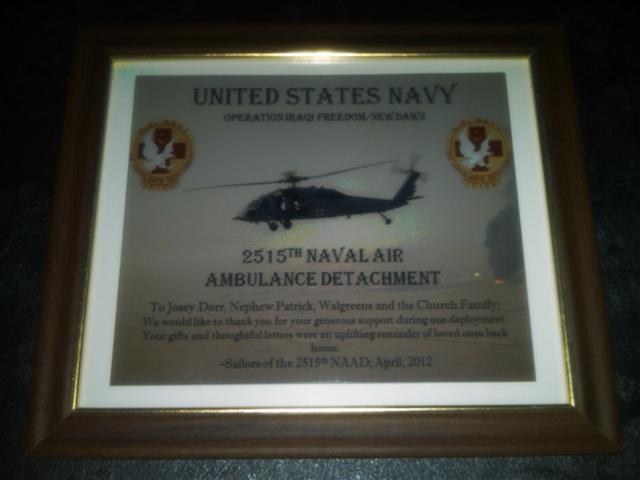 UNITED STATES NAVY
OPERATION IRAQI FREEDOM/NEW DAWN
2515TH NAVAL AIR
AMBULANCE DETACHMENT
To Josey Dorr, Nephew Patrick, Walgreens and the Church Family;
We would like to thank you for your generous support during our deployment.
Your gifts and thoughtful letters were an uplifting reminder of loved ones back
home.
~Sailors of the 2515th NAAD; April, 2012